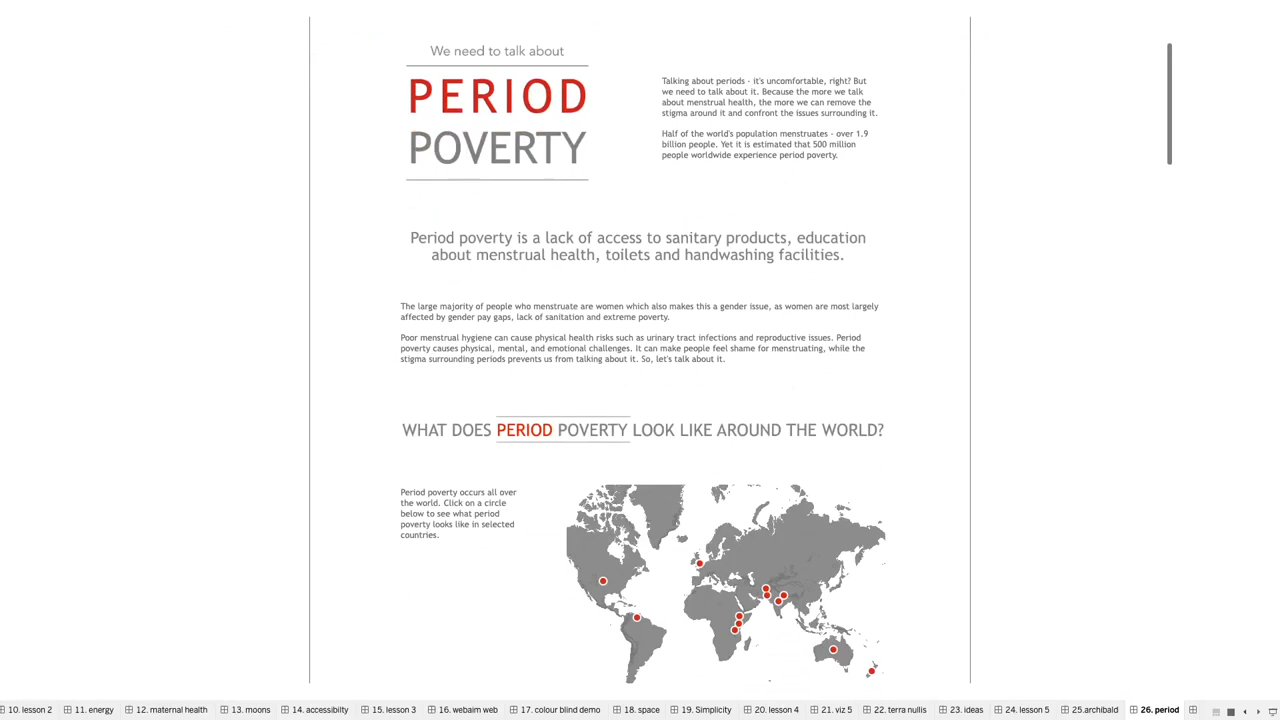 We need to talk about
PERIOD
POVERTY
Talking about periods - it's uncomfortable, right? But
we need to talk about it. Because the more we talk
about menstrual health, the more we can remove the
stigma around it and confront the issues surrounding it.
Half of the world's population menstruates - over 1.9
billion people. Yet it is estimated that 500 million
people worldwide experience period poverty.
Period poverty is a lack of access to sanitary products, education
about menstrual health, toilets and handwashing facilities.
The large majority of people who menstruate are women which also makes this a gender issue, as women are most largely
affected by gender pay gaps, lack of sanitation and extreme poverty.
Poor menstrual hygiene can cause physical health risks such as urinary tract infections and reproductive issues. Period
poverty causes physical, mental, and emotional challenges. It can make people feel shame for menstruating, while the
stigma surrounding periods prevents us from talking about it. So, let's talk about it.
WHAT DOES PERIOD POVERTY LOOK LIKE AROUND THE WORLD?
Period poverty occurs all over
the world. Click on a circle
below to see what period
poverty looks like in selected
countries.
10. lesson 2 11. energy 12. maternal health 13. moons 14. accessibilty 15. lesson 3 16. webaim web 17. colour blind demo 18. space 19. Simplicity 20. lesson 4 21. viz 5 22. terra nullis 23. ideas 24. lesson 5 25.archibald 26. period